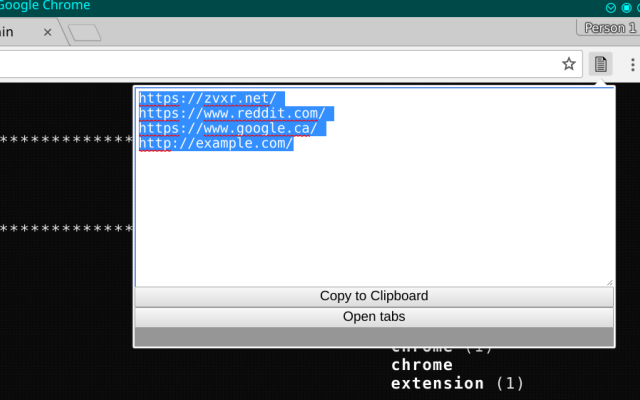 Google Chrome
in
Person 1
https://zvxr.net/
https://www.reddit.com/
https://www.google.ca/
http://example.com/
***************
***************
Copy to Clipboard
Open tabs
chrome (1)
chrome
extension (1)